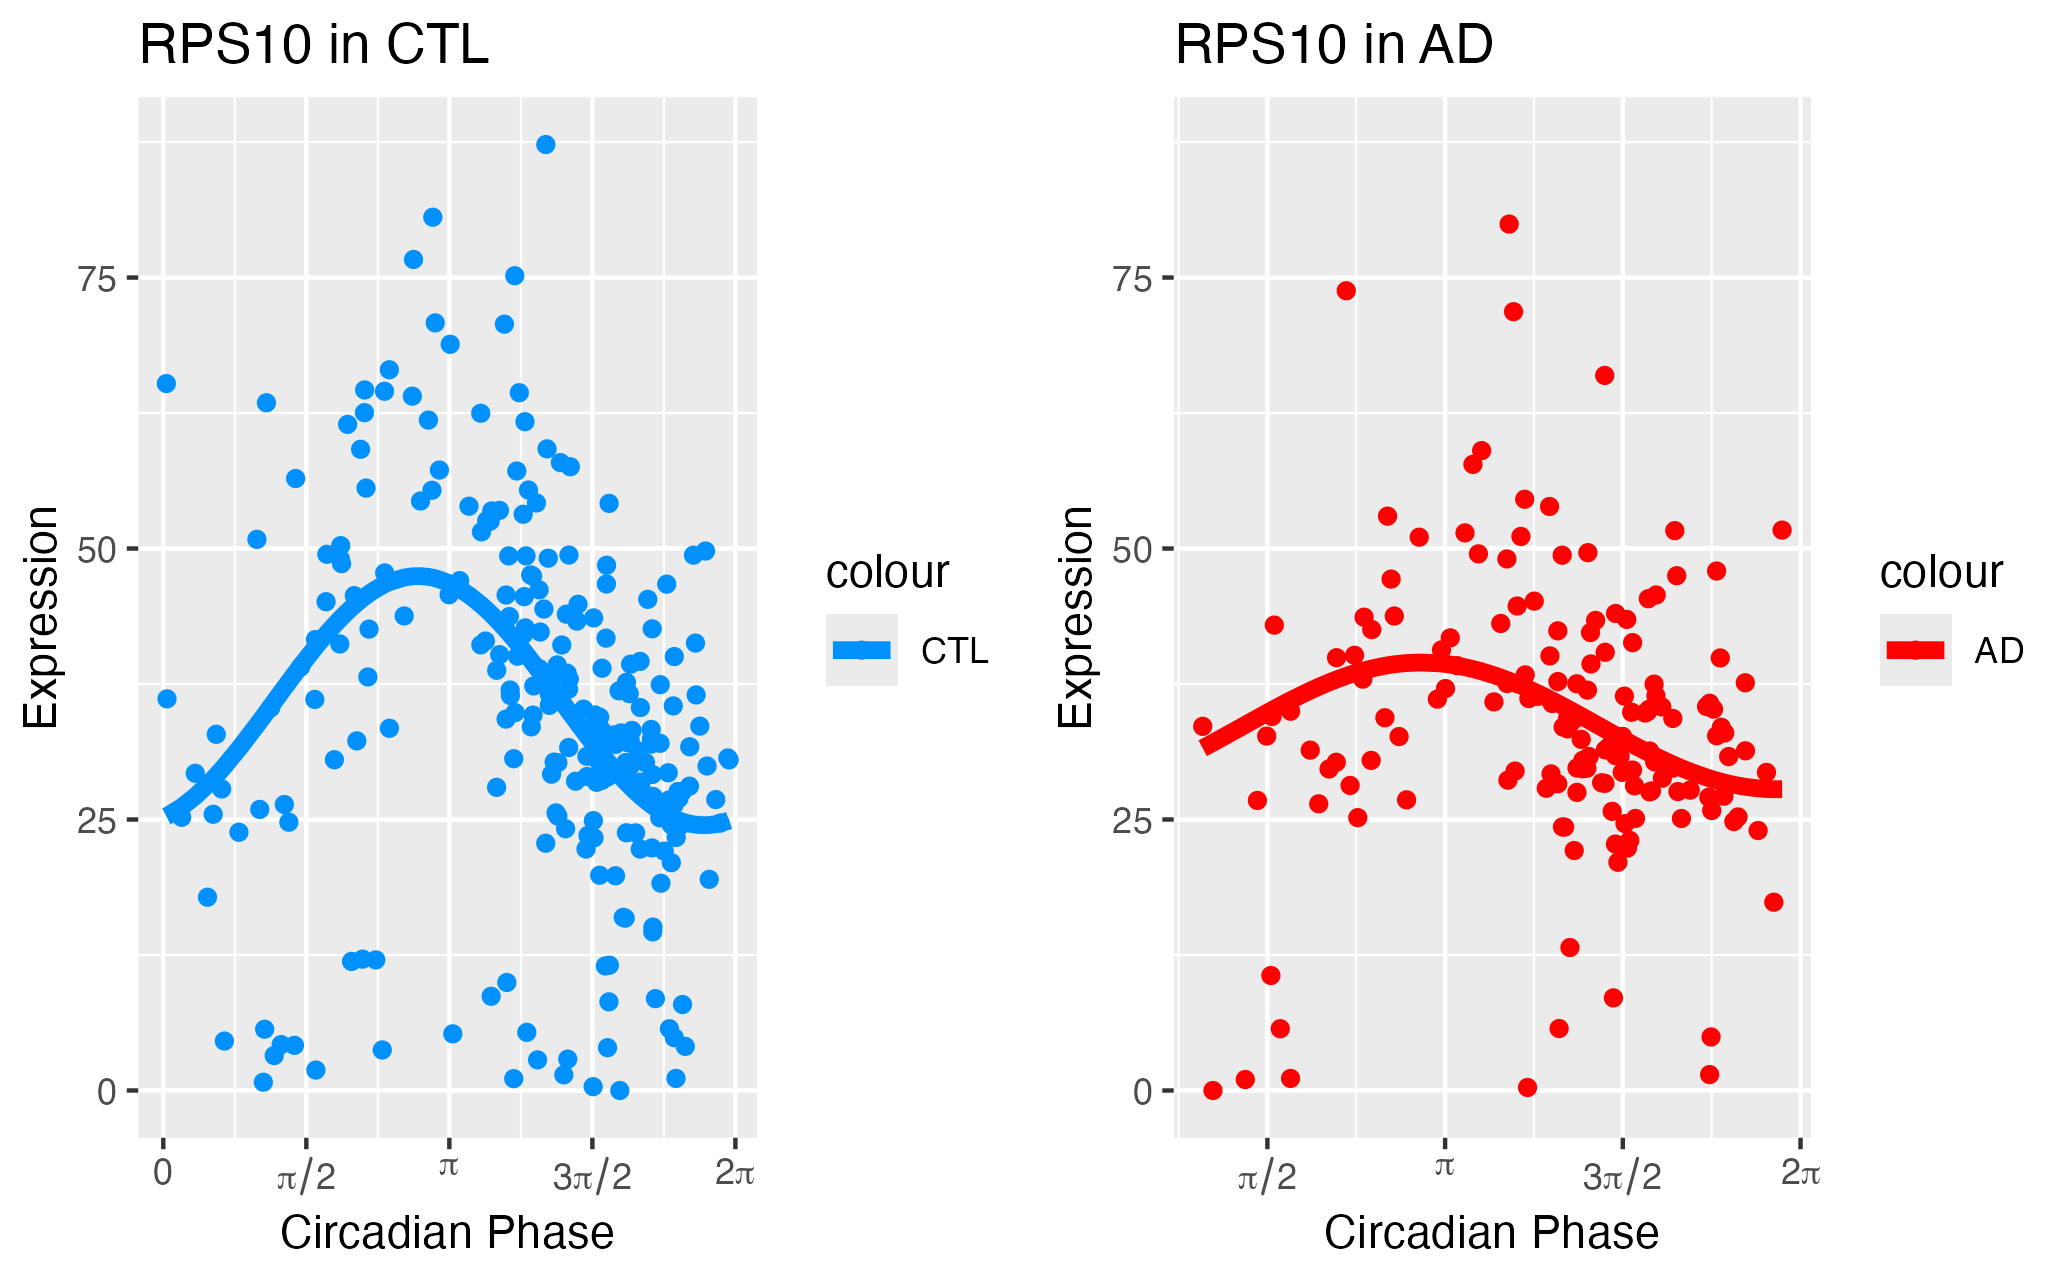 RPS10 in CTL
Expression
75
50
25
0
0
π/2
π
3π/2
2π
Circadian Phase
colour
CTL
RPS10 in AD
Expression
75
50
25
0
π/2
π
3π/2
2π
Circadian Phase
colour
AD